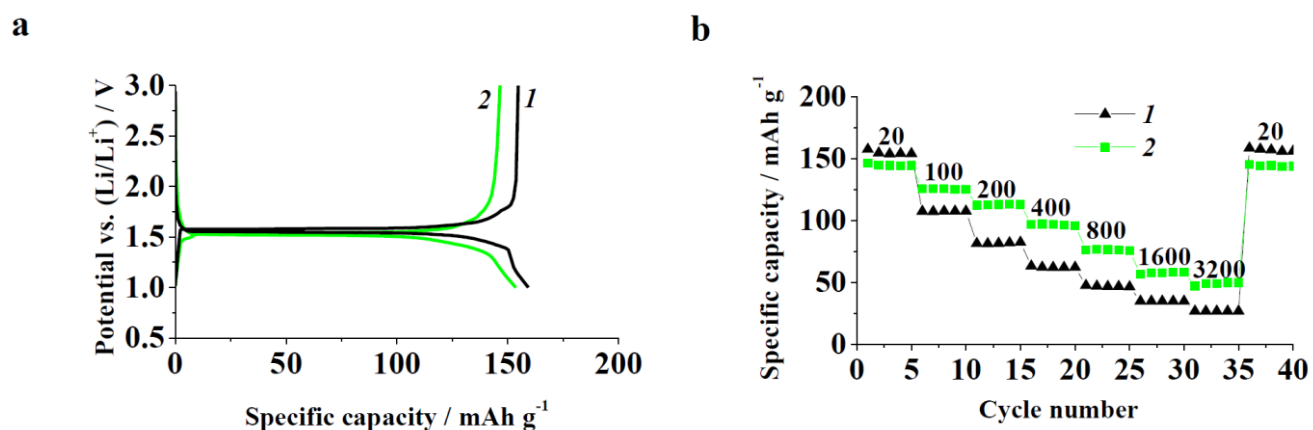 a
Potential vs. (Li/Li⁺) / V
3.0
2.5
2.0
1.5
1.0
0.5
2 1
0 50 100 150 200
Specific capacity / mAh g⁻¹
b
Specific capacity / mAh g⁻¹
200
150
100
50
0
1
2
20
100
200
400
800
1600
3200
20
0 5 10 15 20 25 30 35 40
Cycle number